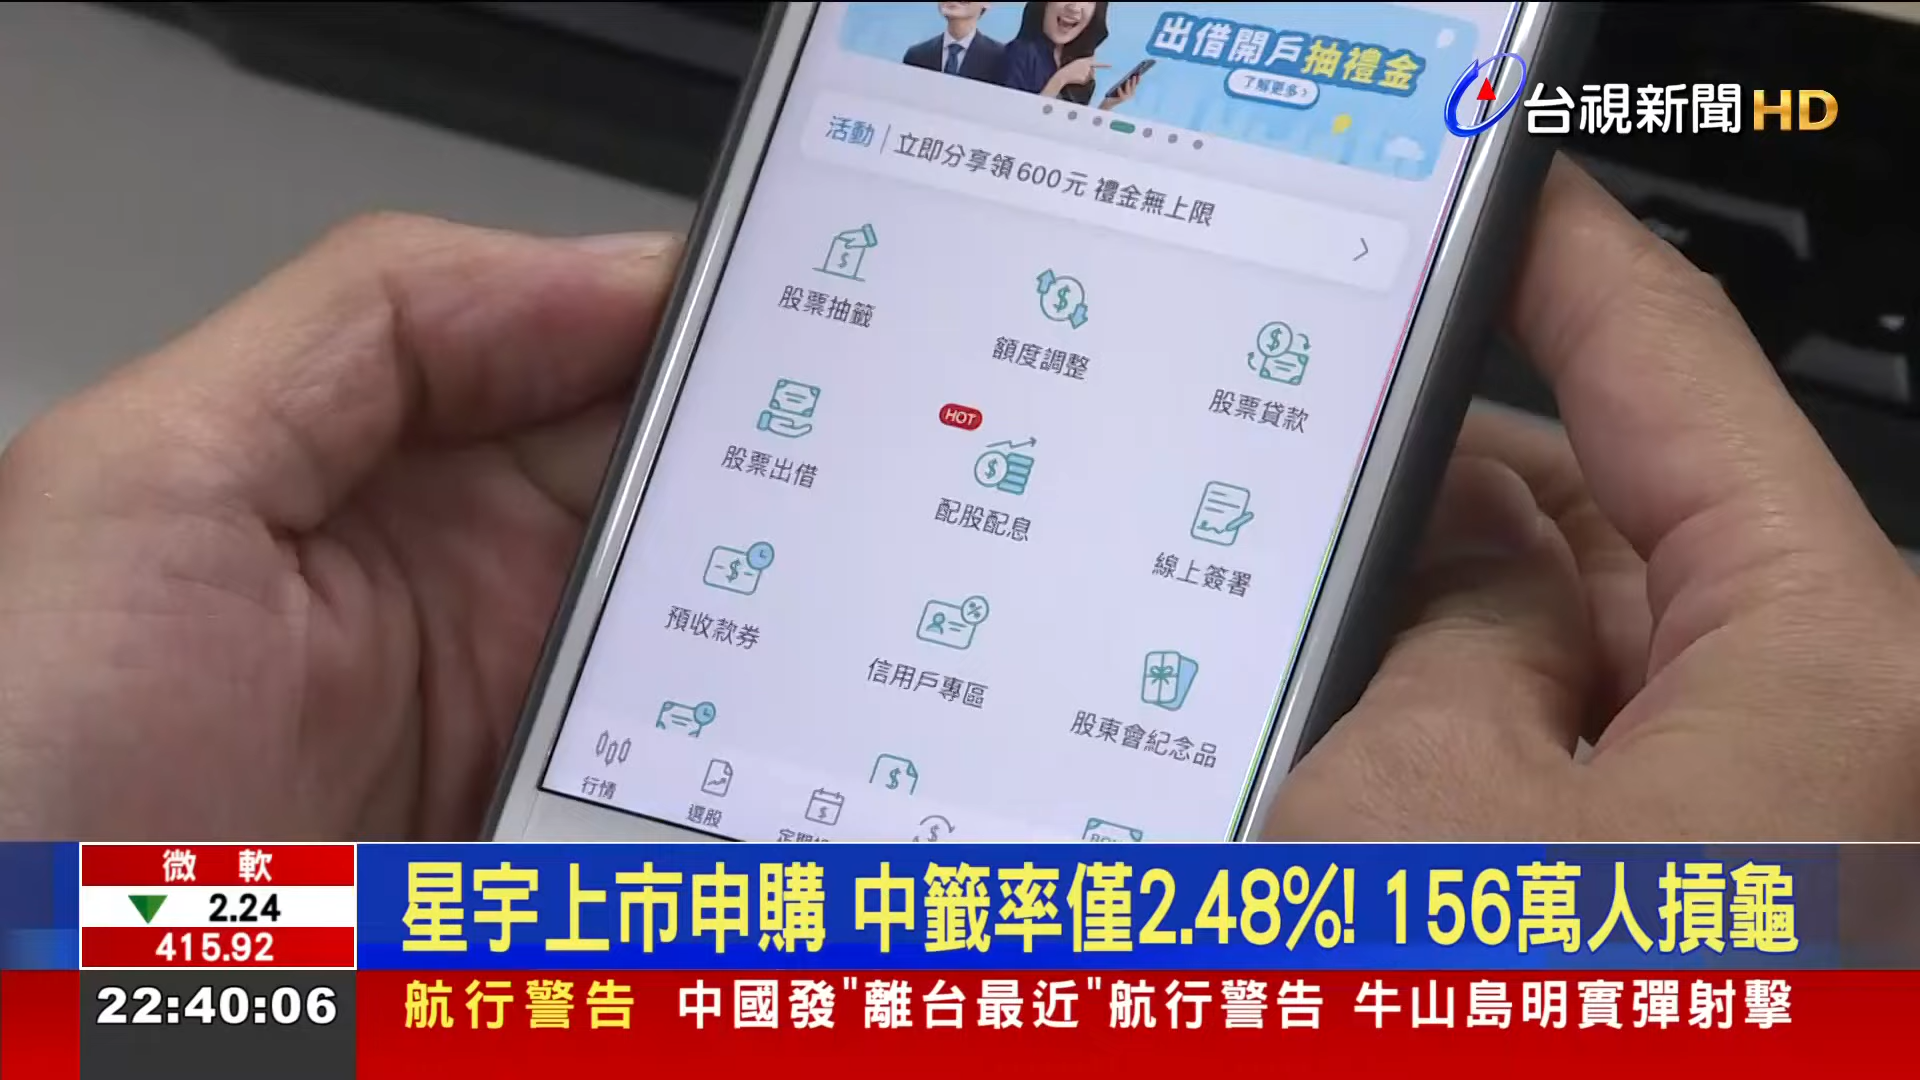 出借開戶抽禮金
了解更多>
台視新聞HD
活動 | 立即分享領600元 禮金無上限
股票抽籤
額度調整
股票貸款
股票出借
HOT
配股配息
線上簽署
預收款券
信用戶專區
股東會紀念品
行情
選股
微軟
2.24
415.92
星宇上市申購 中籤率僅2.48%! 156萬人摃龜
22:40:06
航行警告 中國發"離台最近"航行警告 牛山島明實彈射擊